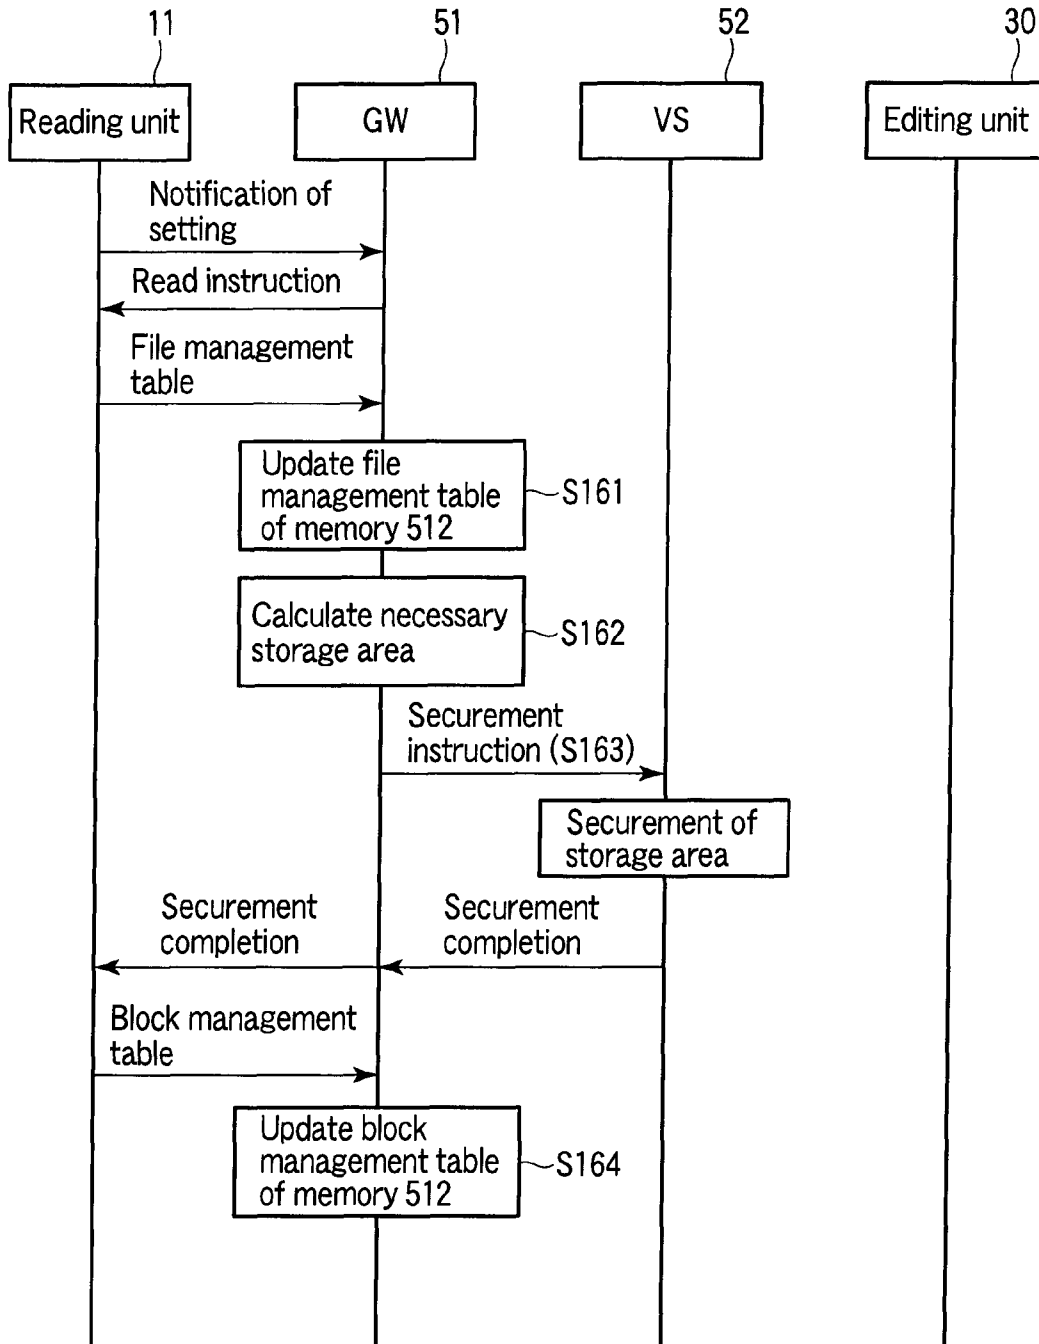 11
51
52
30
Reading unit
GW
VS
Editing unit
Notification of
setting
Read instruction
File management
table
Update file
management table
of memory 512
S161
Calculate necessary
storage area
S162
Securement
instruction (S163)
Securement of
storage area
Securement
completion
Securement
completion
Block management
table
Update block
management table
of memory 512
S164